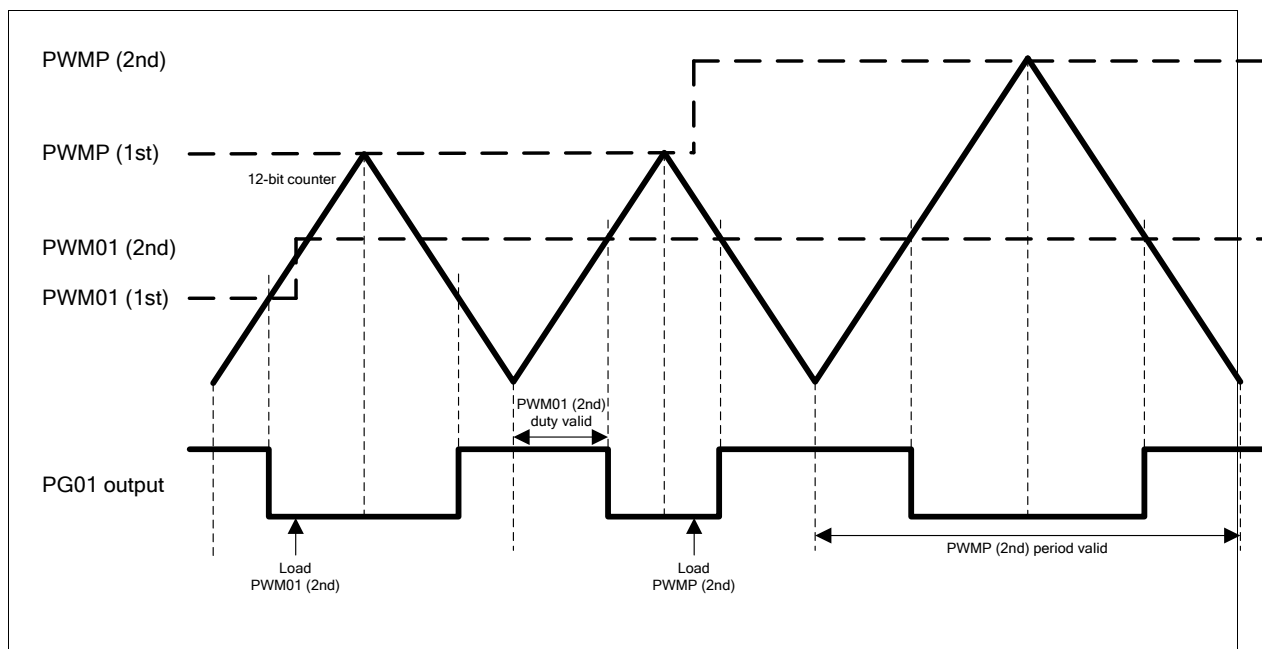 PWMP (2nd)
PWMP (1st)
12-bit counter
PWM01 (2nd)
PWM01 (1st)
PWM01 (2nd)
duty valid
PG01 output
PWMP (2nd) period valid
Load
PWM01 (2nd)
Load
PWMP (2nd)